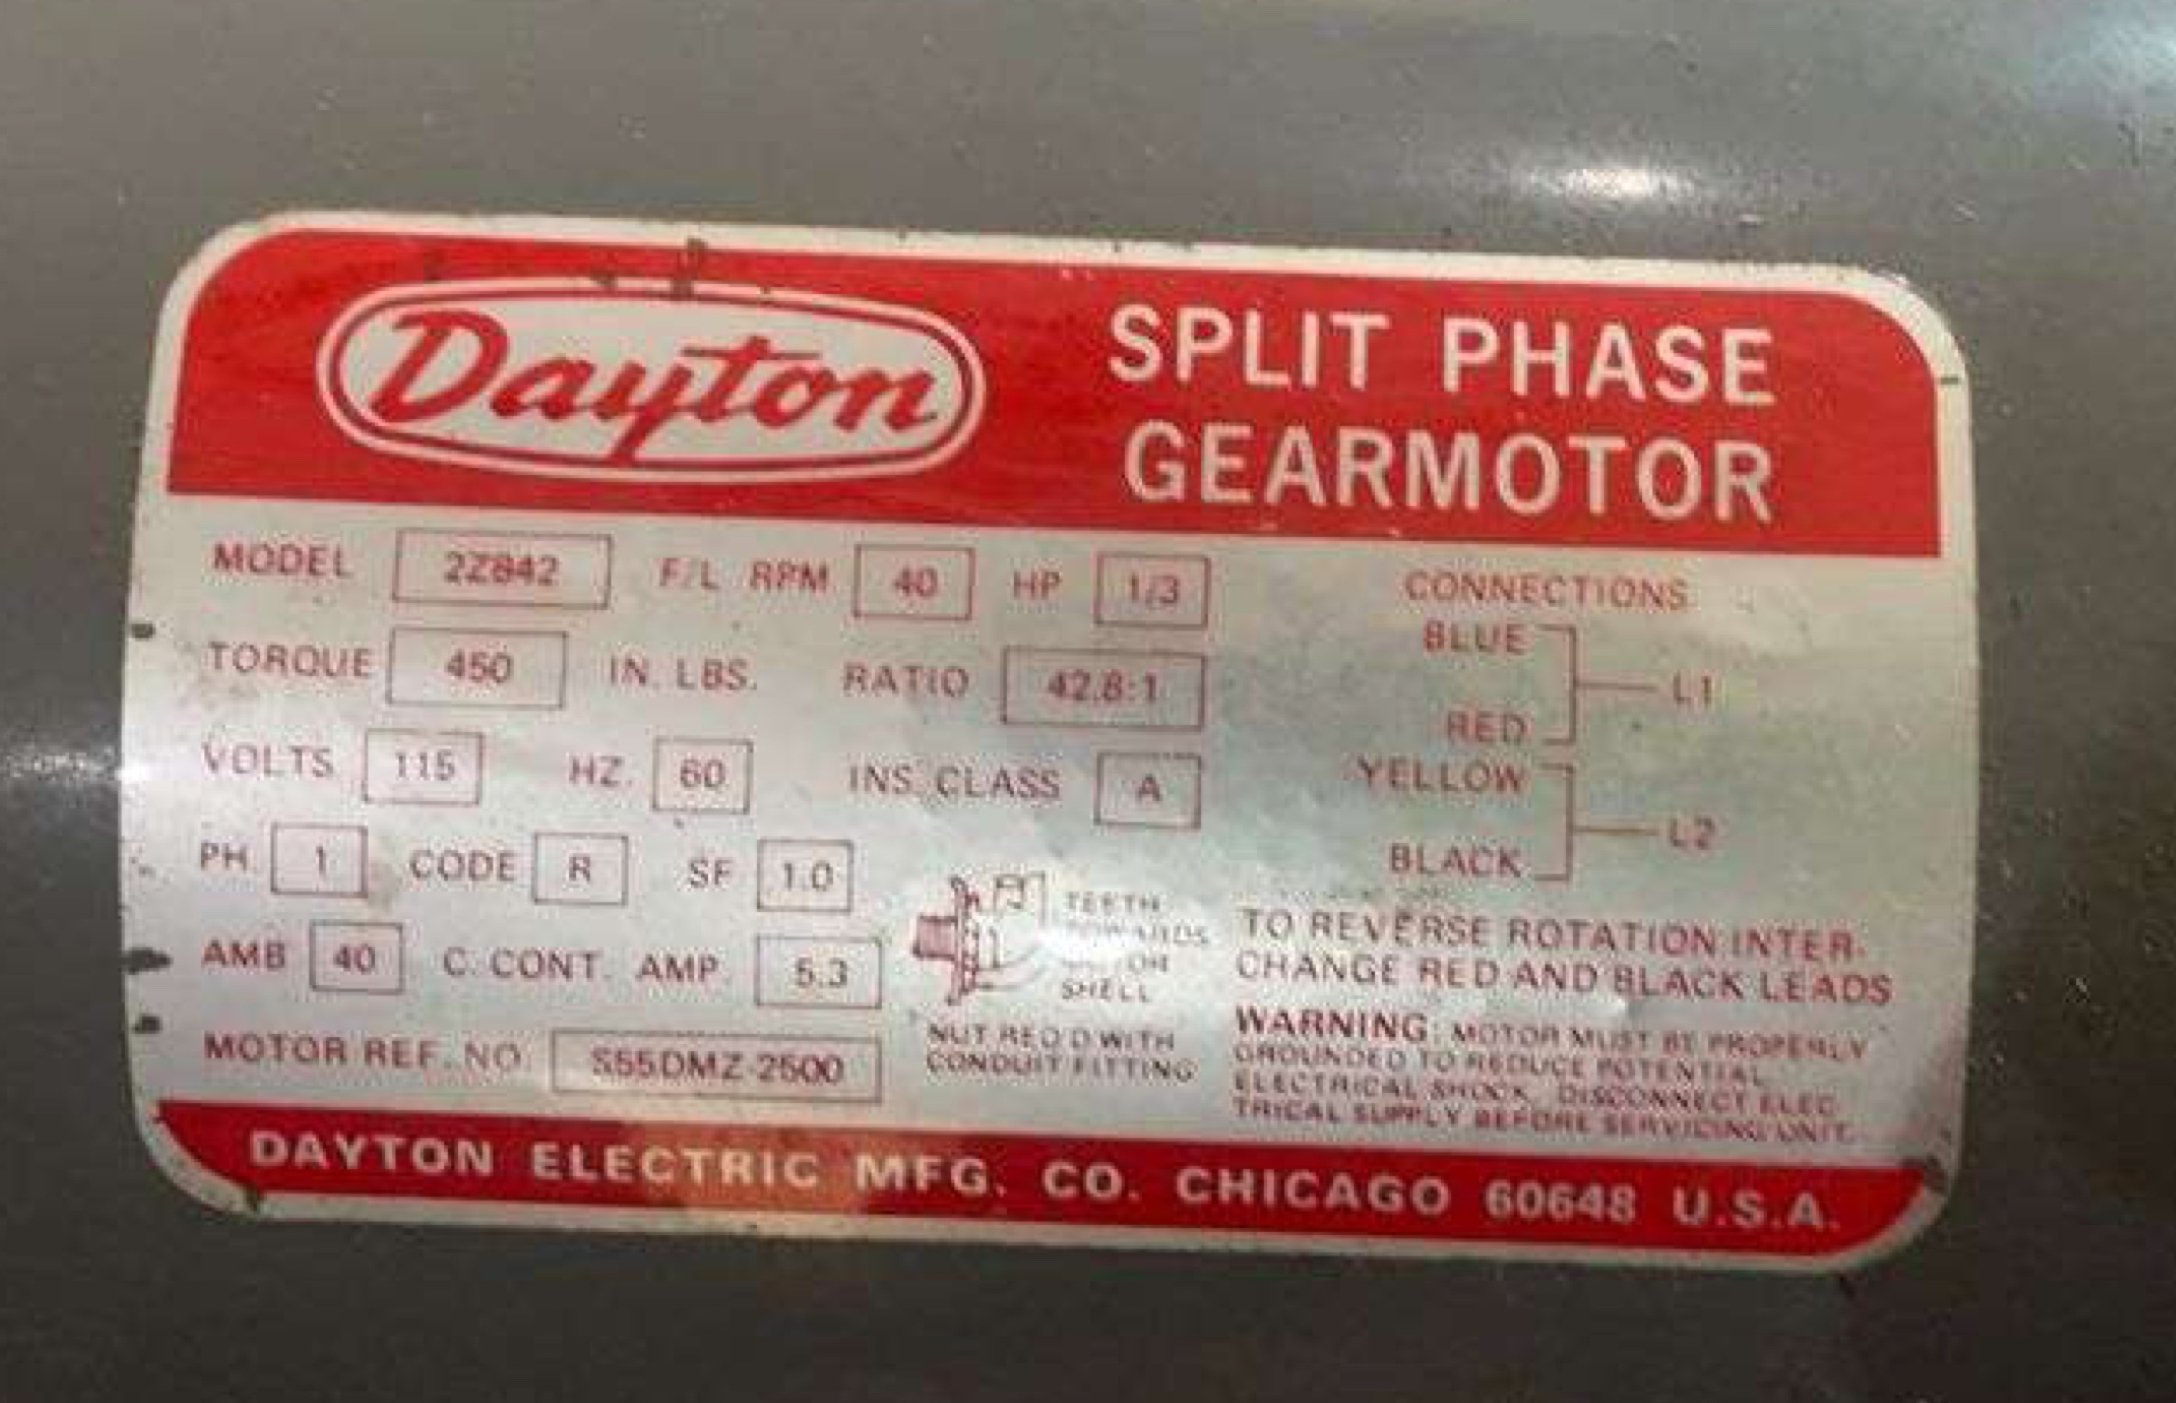 Dayton
SPLIT PHASE
GEARMOTOR
MODEL 2Z842 F/L RPM 40 HP 1/3
TORQUE 450 IN. LBS. RATIO 42.8:1
VOLTS 115 HZ. 60 INS. CLASS A
PH 1 CODE R SF 1.0
AMB 40 C. CONT. AMP. 5.3
MOTOR REF. NO. S55DMZ-2500
TEETH
TOWARDS
SHELL
NUT REQ'D WITH
CONDUIT FITTING
CONNECTIONS
BLUE
L1
RED
YELLOW
L2
BLACK
TO REVERSE ROTATION INTER-
CHANGE RED AND BLACK LEADS
WARNING: MOTOR MUST BE PROPERLY
GROUNDED TO REDUCE POTENTIAL
ELECTRICAL SHOCK. DISCONNECT ELEC
TRICAL SUPPLY BEFORE SERVICING UNIT.
DAYTON ELECTRIC MFG. CO. CHICAGO 60648 U.S.A.